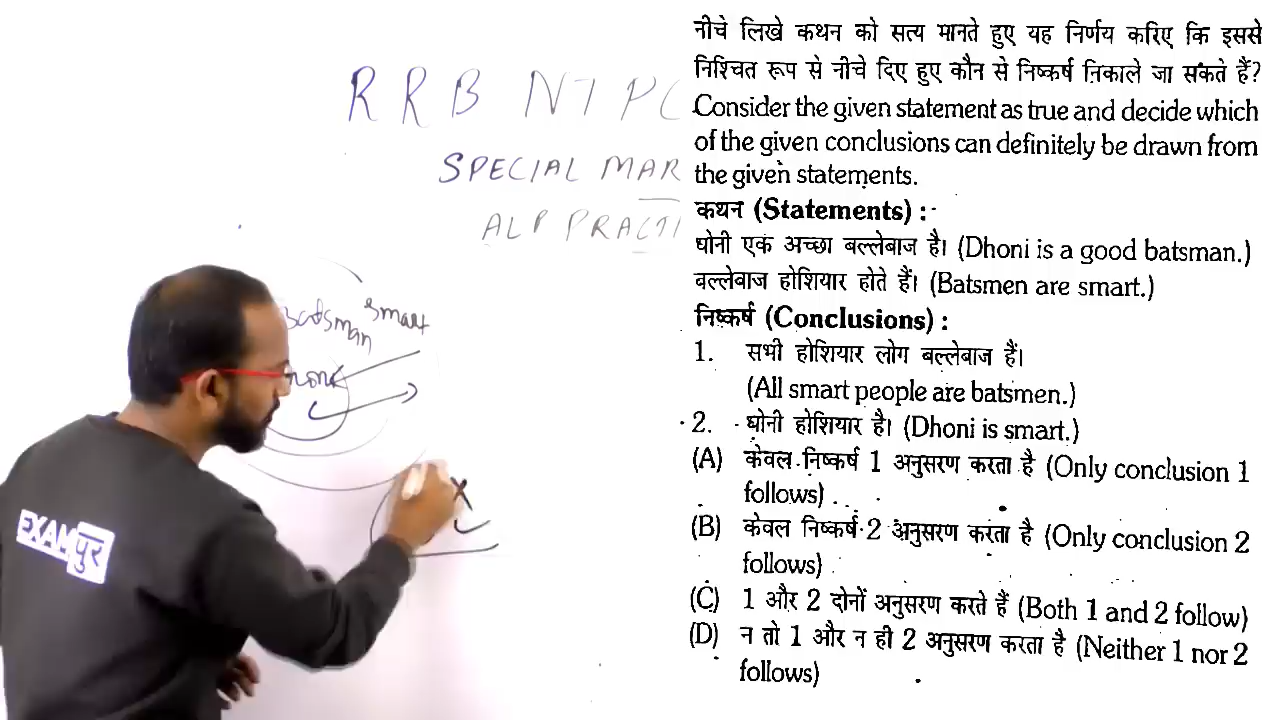 RRB NTPC
SPECIAL MAR
ALP PRACTI
Batsman smart
EXAMपुर
नीचे लिखे कथन को सत्य मानते हुए यह निर्णय करिए कि इससे
निश्चित रूप से नीचे दिए हुए कौन से निष्कर्ष निकाले जा सकते हैं?
Consider the given statement as true and decide which
of the given conclusions can definitely be drawn from
the given statements.
कथन (Statements) :-
धोनी एक अच्छा बल्लेबाज है। (Dhoni is a good batsman.)
बल्लेबाज होशियार होते हैं। (Batsmen are smart.)
निष्कर्ष (Conclusions) :
1. सभी होशियार लोग बल्लेबाज हैं।
(All smart people are batsmen.)
2. धोनी होशियार है। (Dhoni is smart.)
(A) केवल निष्कर्ष 1 अनुसरण करता है (Only conclusion 1
follows)
(B) केवल निष्कर्ष 2 अनुसरण करता है (Only conclusion 2
follows)
(C) 1 और 2 दोनों अनुसरण करते हैं (Both 1 and 2 follow)
(D) न तो 1 और न ही 2 अनुसरण करता है (Neither 1 nor 2
follows)